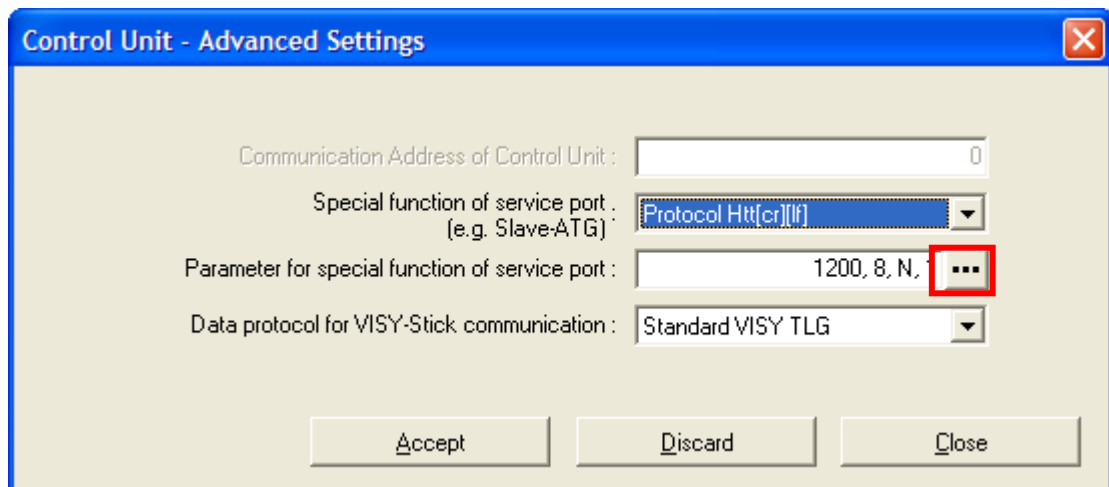 Control Unit - Advanced Settings
Communication Address of Control Unit : 0
Special function of service port :
(e.g. Slave-ATG)
Protocol Htt[cr][lf]
Parameter for special function of service port : 1200, 8, N, ...
Data protocol for VISY-Stick communication : Standard VISY TLG
Accept Discard Close